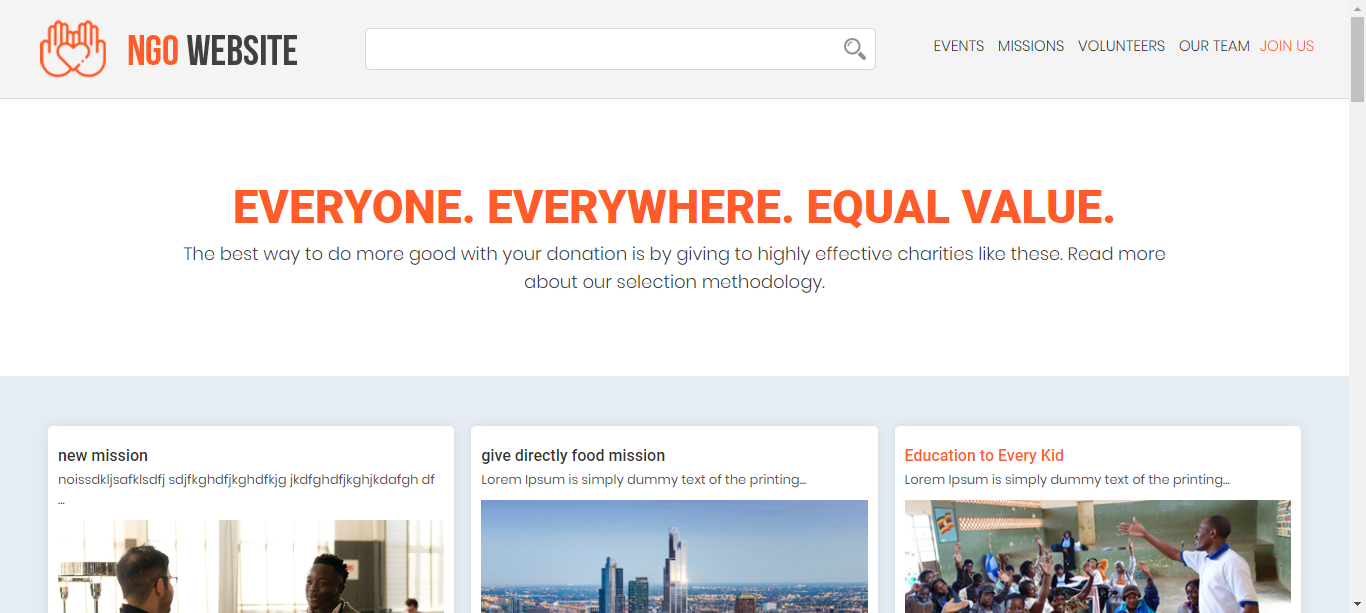 NGO WEBSITE
EVENTS MISSIONS VOLUNTEERS OUR TEAM JOIN US
EVERYONE. EVERYWHERE. EQUAL VALUE.
The best way to do more good with your donation is by giving to highly effective charities like these. Read more
about our selection methodology.
new mission
noissdkljsafklsdfj sdjfkghdfjkghdfkjg jkdfghdfjkghjkdafgh df
...
give directly food mission
Lorem Ipsum is simply dummy text of the printing...
Education to Every Kid
Lorem Ipsum is simply dummy text of the printing...